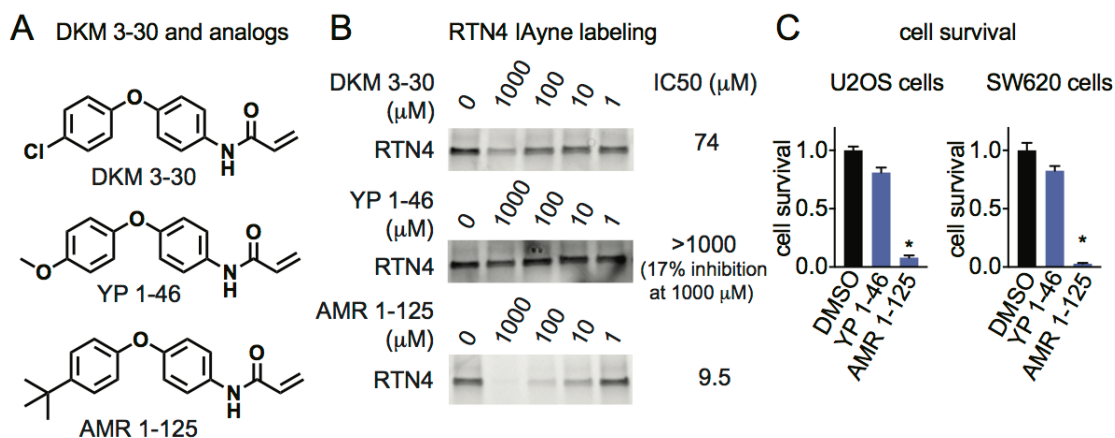 A DKM 3-30 and analogs
O
O
Cl
N
H
DKM 3-30
O
O
O
N
H
YP 1-46
O
O
N
H
AMR 1-125
B RTN4 IAyne labeling
DKM 3-30
(μM)
0 1000 100 10 1
IC50 (μM)
RTN4
74
YP 1-46
(μM)
0 1000 100 10 1
RTN4
>1000
(17% inhibition
at 1000 μM)
AMR 1-125
(μM)
0 1000 100 10 1
RTN4
9.5
C cell survival
U2OS cells
cell survival
1.0
0.5
0.0
*
DMSO
YP 1-46
AMR 1-125
SW620 cells
cell survival
1.0
0.5
0.0
*
DMSO
YP 1-46
AMR 1-125